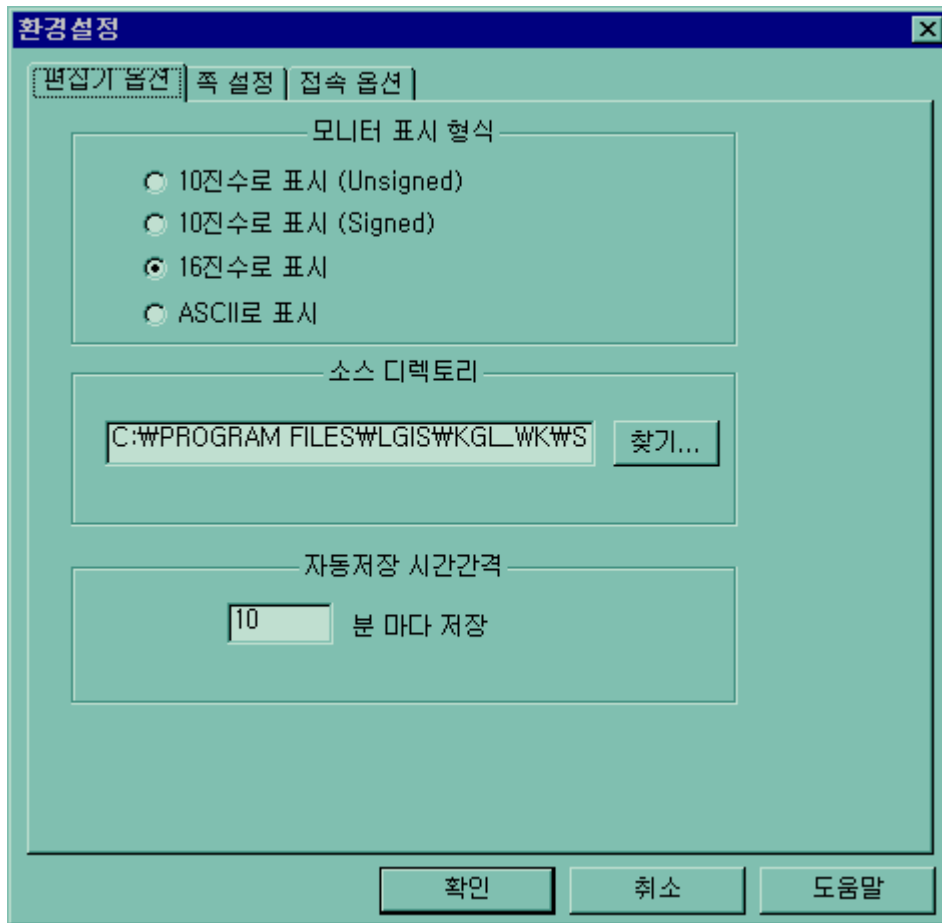 환경설정
편집기 옵션 쪽 설정 접속 옵션
모니터 표시 형식
10진수로 표시 (Unsigned)
10진수로 표시 (Signed)
16진수로 표시
ASCII로 표시
소스 디렉토리
C:₩PROGRAM FILES₩LGIS₩KGL_WK₩S 찾기...
자동저장 시간간격
10 분 마다 저장
확인 취소 도움말